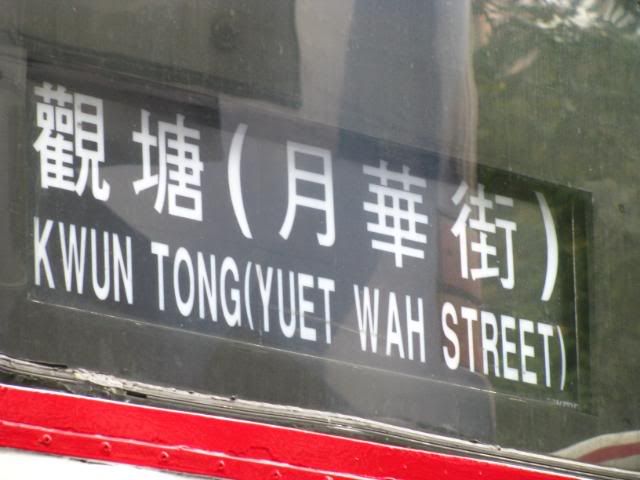 觀塘(月華街)
KWUN TONG(YUET WAH STREET)